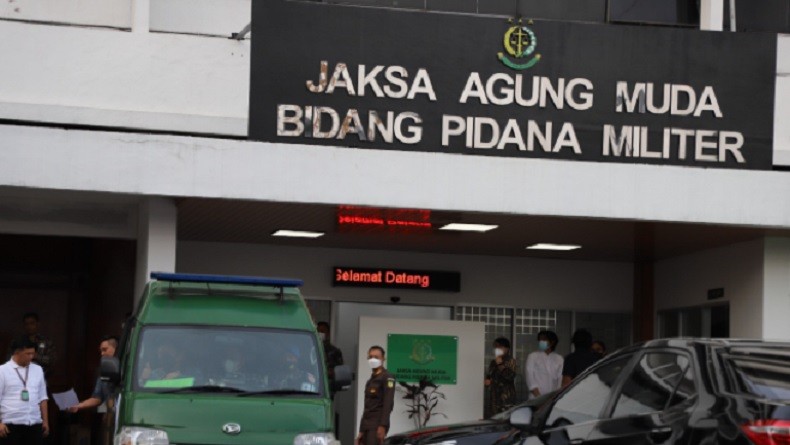 JAKSA AGUNG MUDA
BIDANG PIDANA MILITER
Selamat Datang